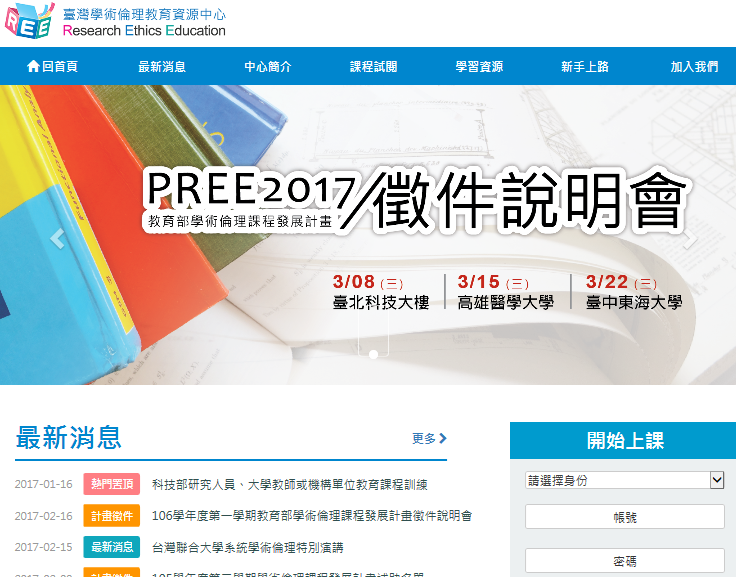 REE
臺灣學術倫理教育資源中心
Research Ethics Education
回首頁 最新消息 中心簡介 課程試閱 學習資源 新手上路 加入我們
PREE2017/徵件說明會
教育部學術倫理課程發展計畫
3/08 (三) 3/15 (三) 3/22 (三)
臺北科技大樓 高雄醫學大學 臺中東海大學
最新消息 更多
2017-01-16 熱門置頂 科技部研究人員、大學教師或機構單位教育課程訓練
2017-02-16 計畫徵件 106學年度第一學期教育部學術倫理課程發展計畫徵件說明會
2017-02-15 最新消息 台灣聯合大學系統學術倫理特別演講
開始上課
請選擇身份
帳號
密碼